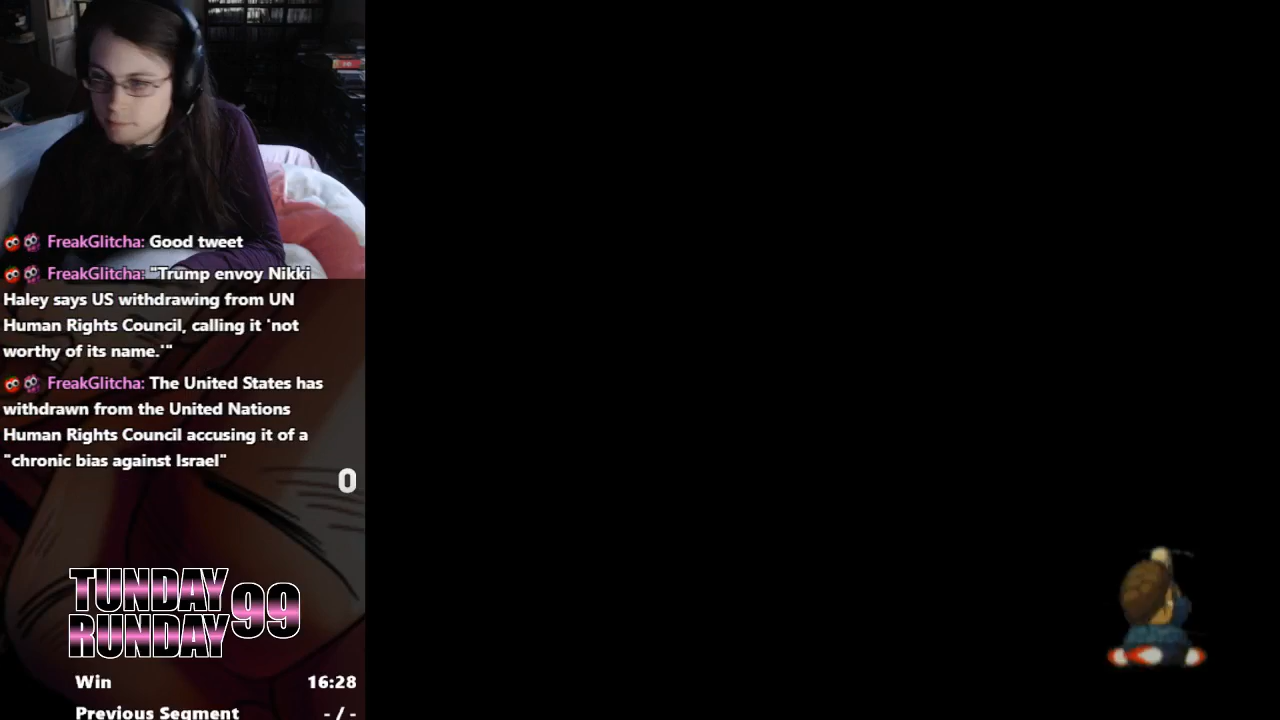 FreakGlitcha: Good tweet
FreakGlitcha: "Trump envoy Nikki
Haley says US withdrawing from UN
Human Rights Council, calling it 'not
worthy of its name.'"
FreakGlitcha: The United States has
withdrawn from the United Nations
Human Rights Council accusing it of a
"chronic bias against Israel"
0
TUNDAY
RUNDAY 99
Win 16:28
Previous Segment - / -